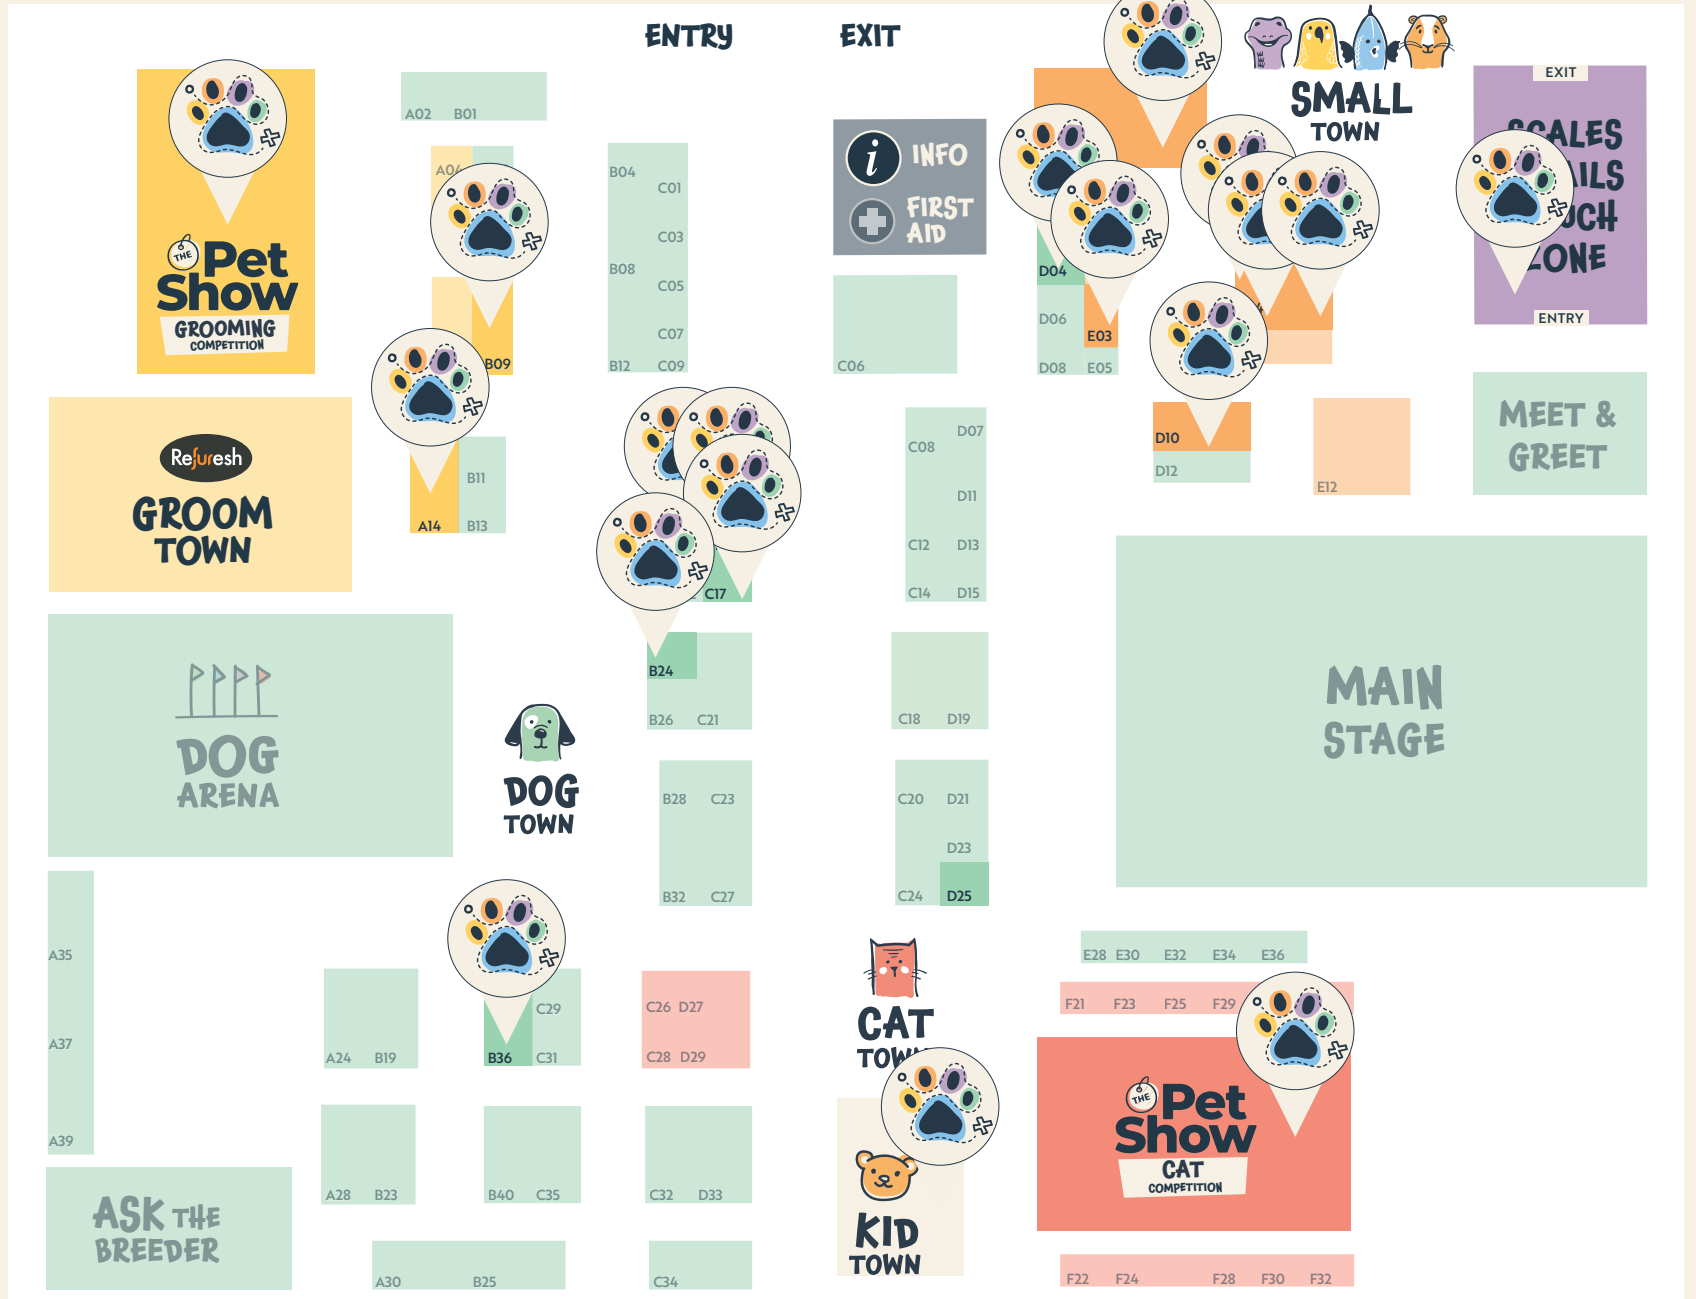 ENTRY
EXIT
SMALL
TOWN
EXIT
ENTRY
INFO
FIRST
AID
THE
Pet
Show
GROOMING
COMPETITION
A02 B01
B04
C01
C03
B08
C05
C07
B12 C09
B09
C06
D04
D06
E03
D08 E05
D10
D12
E12
MEET &
GREET
Refuresh
GROOM
TOWN
A14
B11
B13
C08
D07
D11
C12 D13
C14 D15
C17
B24
B26 C21
C18 D19
DOG
ARENA
DOG
TOWN
MAIN
STAGE
B28 C23
B32 C27
C20 D21
D23
C24 D25
A35
A37
A39
A24 B19
B36
C29
C31
C26 D27
C28 D29
CAT
KID
TOWN
E28 E30 E32 E34 E36
F21 F23 F25 F29
THE
Pet
Show
CAT
COMPETITION
ASK THE
BREEDER
A28 B23
B40 C35
C32 D33
A30 B25
C34
F22 F24 F28 F30 F32